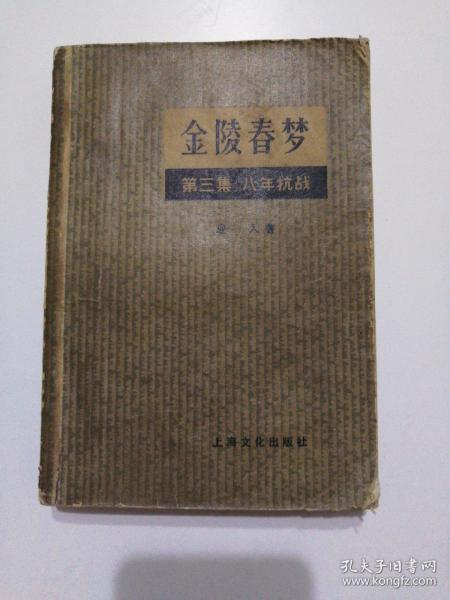 金陵春梦
第三集 八年抗战
唐 人 著
上海文化出版社
孔夫子旧书网
www.kongfz.com